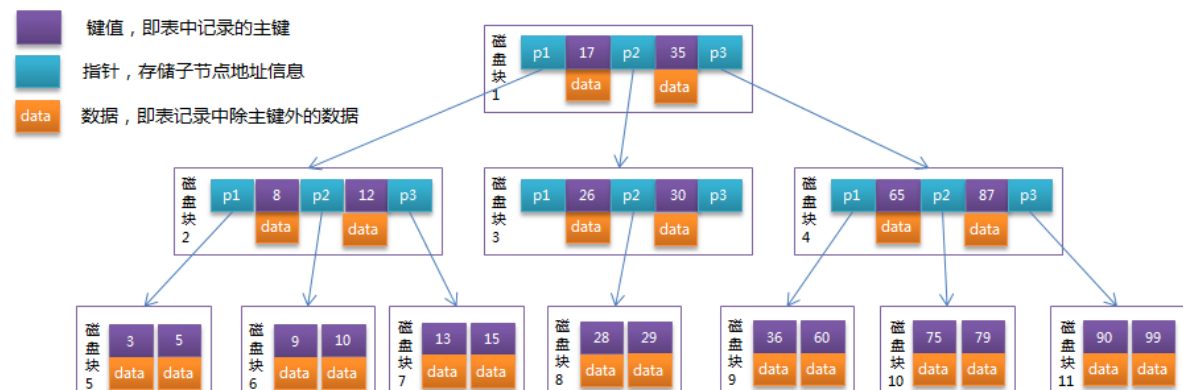 键值，即表中记录的主键
指针，存储子节点地址信息
data 数据，即表记录中除主键外的数据
磁盘块1
p1 17 p2 35 p3
data data
磁盘块2
p1 8 p2 12 p3
data data
磁盘块3
p1 26 p2 30 p3
data data
磁盘块4
p1 65 p2 87 p3
data data
磁盘块5
3 5
data data
磁盘块6
9 10
data data
磁盘块7
13 15
data data
磁盘块8
28 29
data data
磁盘块9
36 60
data data
磁盘块10
75 79
data data
磁盘块11
90 99
data data